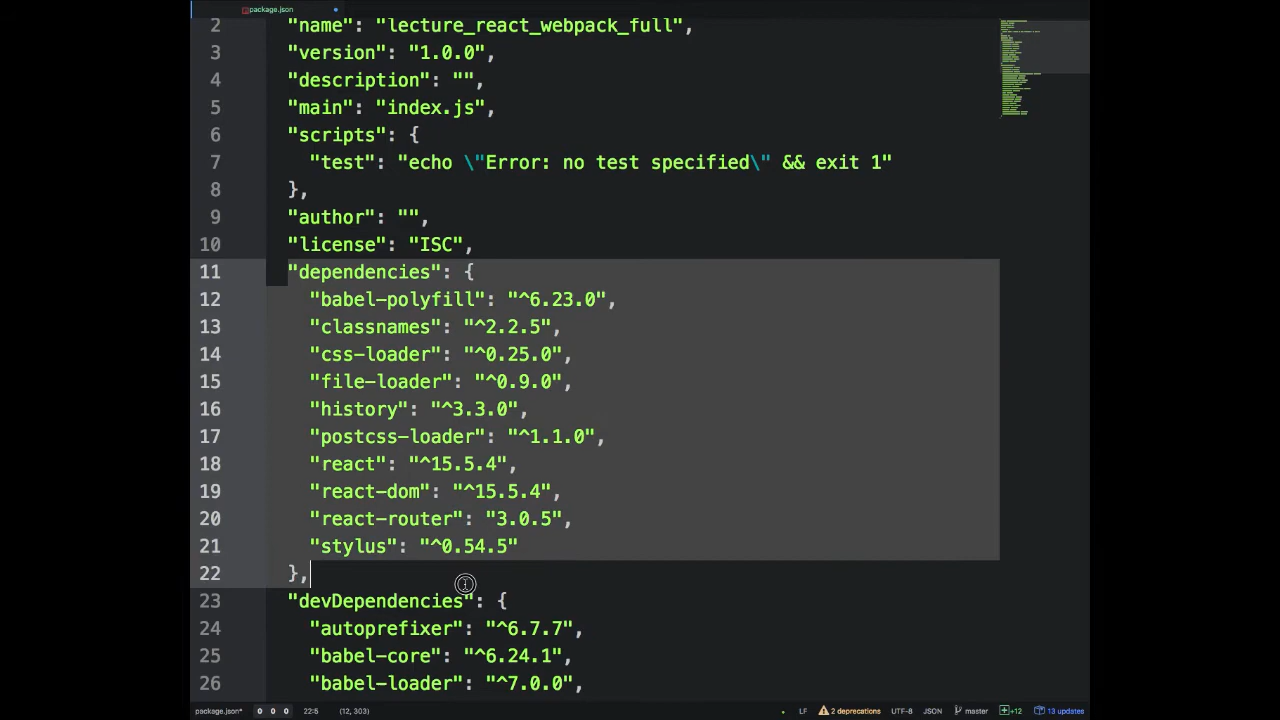 package.json
2 "name": "lecture_react_webpack_full",
3 "version": "1.0.0",
4 "description": "",
5 "main": "index.js",
6 "scripts": {
7 "test": "echo \"Error: no test specified\" && exit 1"
8 },
9 "author": "",
10 "license": "ISC",
11 "dependencies": {
12 "babel-polyfill": "^6.23.0",
13 "classnames": "^2.2.5",
14 "css-loader": "^0.25.0",
15 "file-loader": "^0.9.0",
16 "history": "^3.3.0",
17 "postcss-loader": "^1.1.0",
18 "react": "^15.5.4",
19 "react-dom": "^15.5.4",
20 "react-router": "3.0.5",
21 "stylus": "^0.54.5"
22 },
23 "devDependencies": {
24 "autoprefixer": "^6.7.7",
25 "babel-core": "^6.24.1",
26 "babel-loader": "^7.0.0",
package.json* 0 0 0 22:5 (12, 303) LF 2 deprecations UTF-8 JSON master +12 13 updates